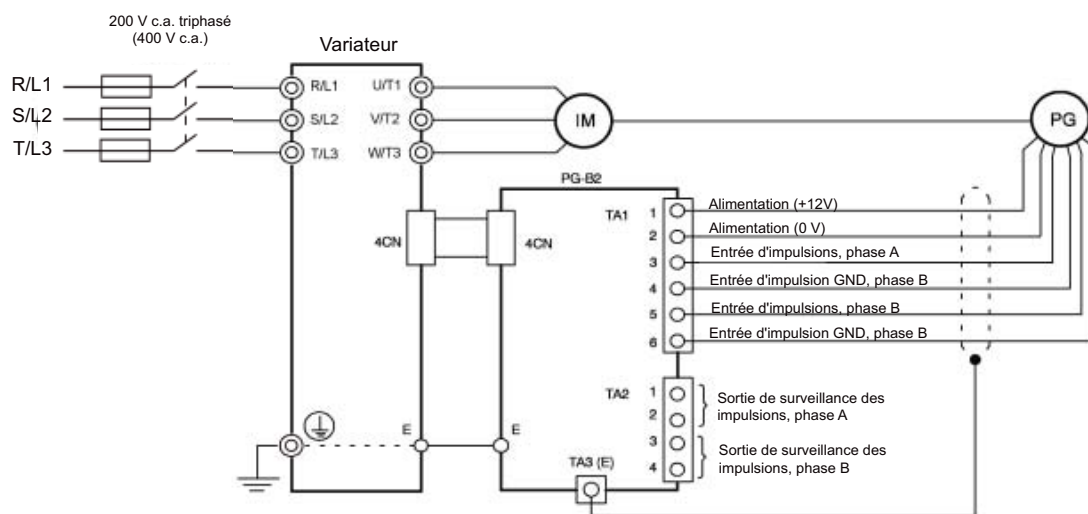 200 V c.a. triphasé
(400 V c.a.)
Variateur
R/L1
R/L1
U/T1
S/L2
S/L2
V/T2
IM
PG
T/L3
T/L3
W/T3
PG-B2
TA1
1
Alimentation (+12V)
2
Alimentation (0 V)
4CN
4CN
3
Entrée d'impulsions, phase A
4
Entrée d'impulsion GND, phase B
5
Entrée d'impulsions, phase B
6
Entrée d'impulsion GND, phase B
TA2
1
Sortie de surveillance des
2
impulsions, phase A
E
E
3
Sortie de surveillance des
4
impulsions, phase B
TA3 (E)